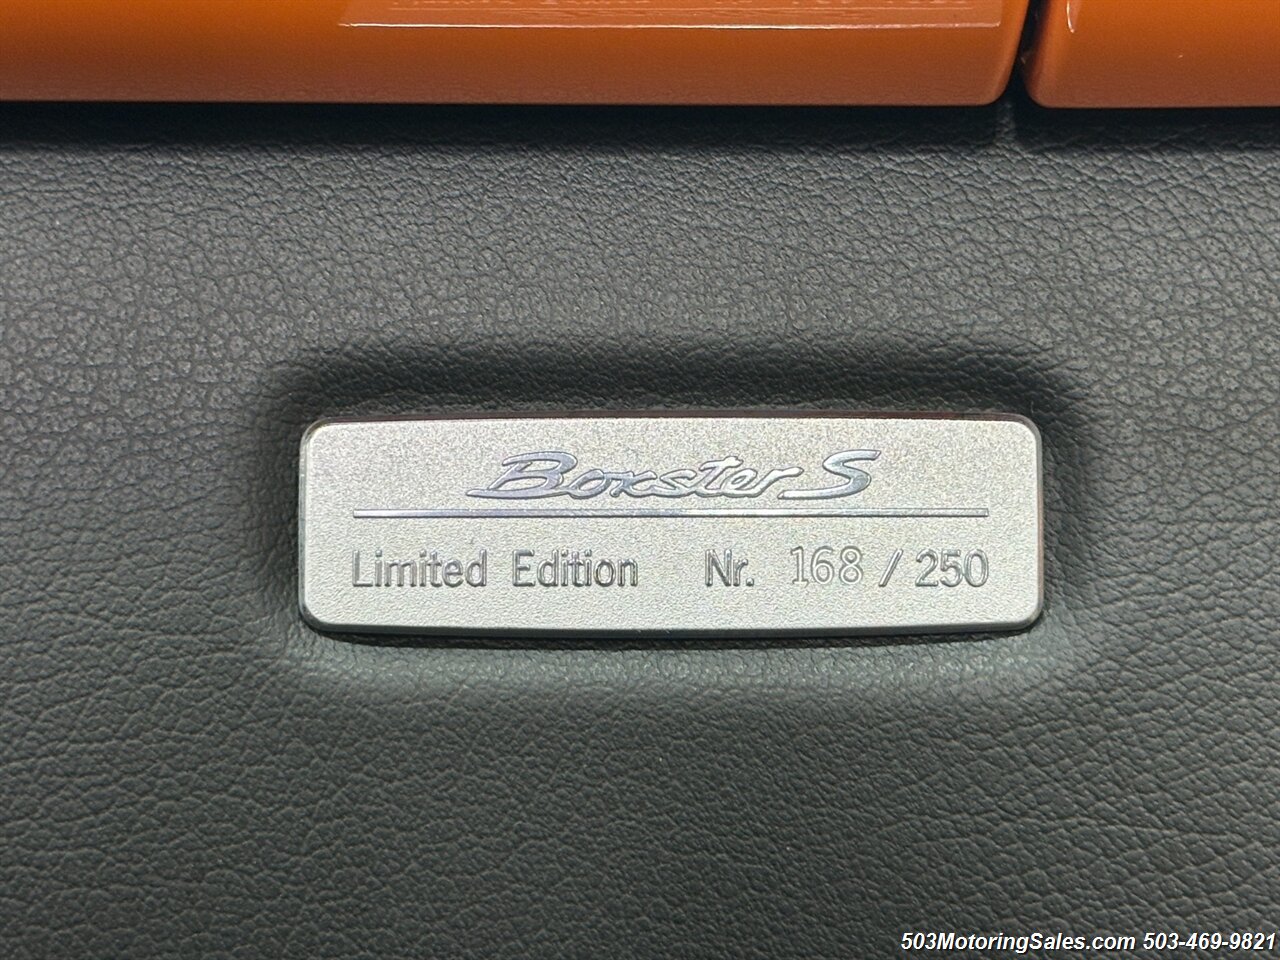 Boxster S
Limited Edition Nr. 168 / 250
503MotoringSales.com 503-469-9821